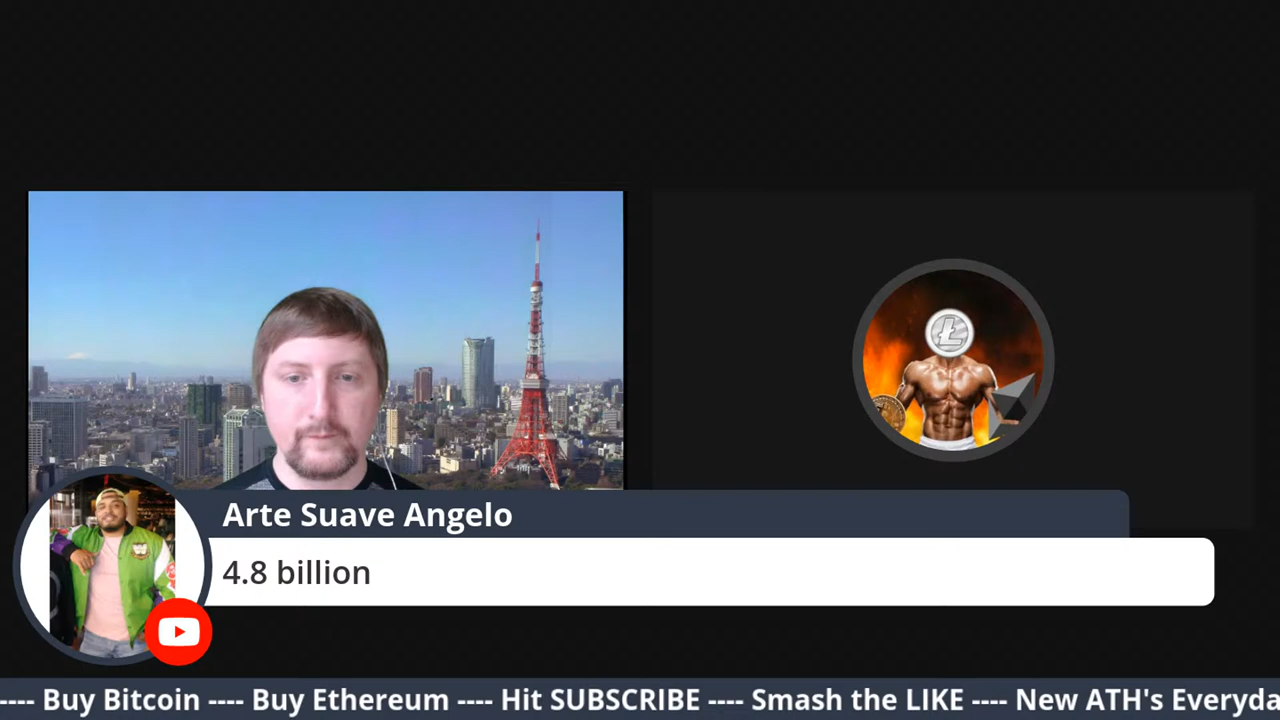 Arte Suave Angelo
4.8 billion
---- Buy Bitcoin ---- Buy Ethereum ---- Hit SUBSCRIBE ---- Smash the LIKE ---- New ATH's Everyda